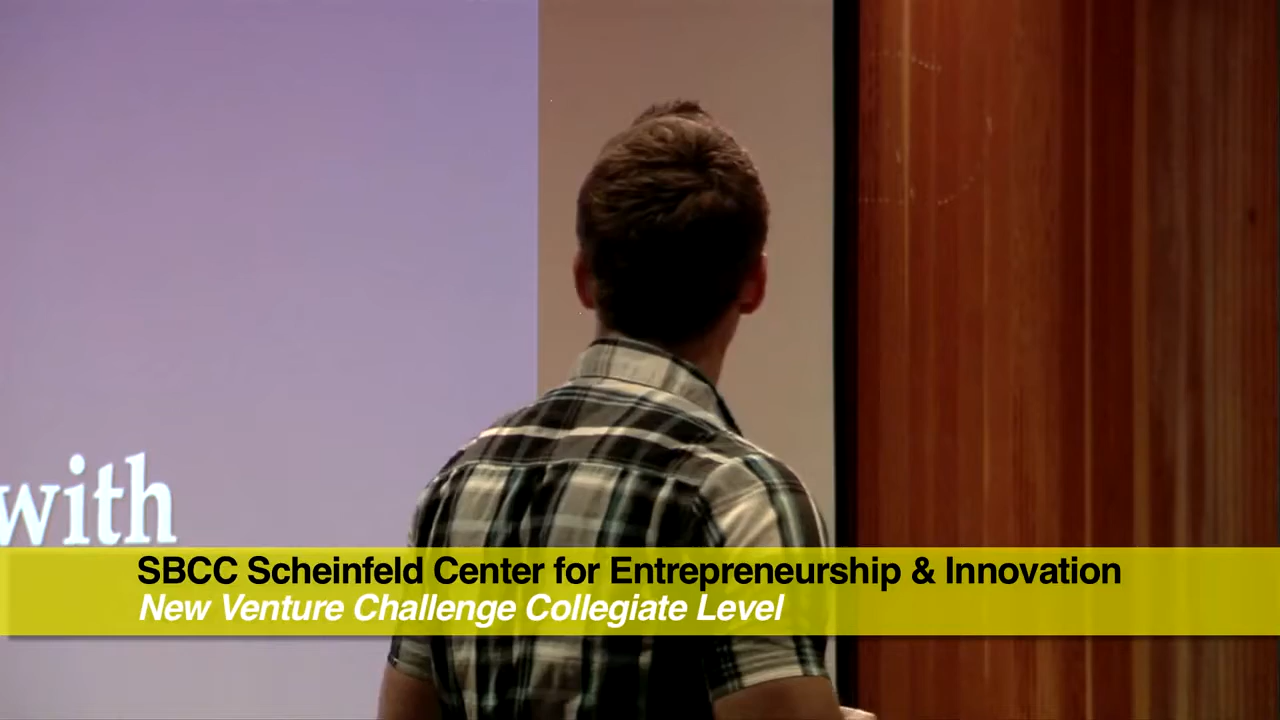 with
SBCC Scheinfeld Center for Entrepreneurship & Innovation
New Venture Challenge Collegiate Level